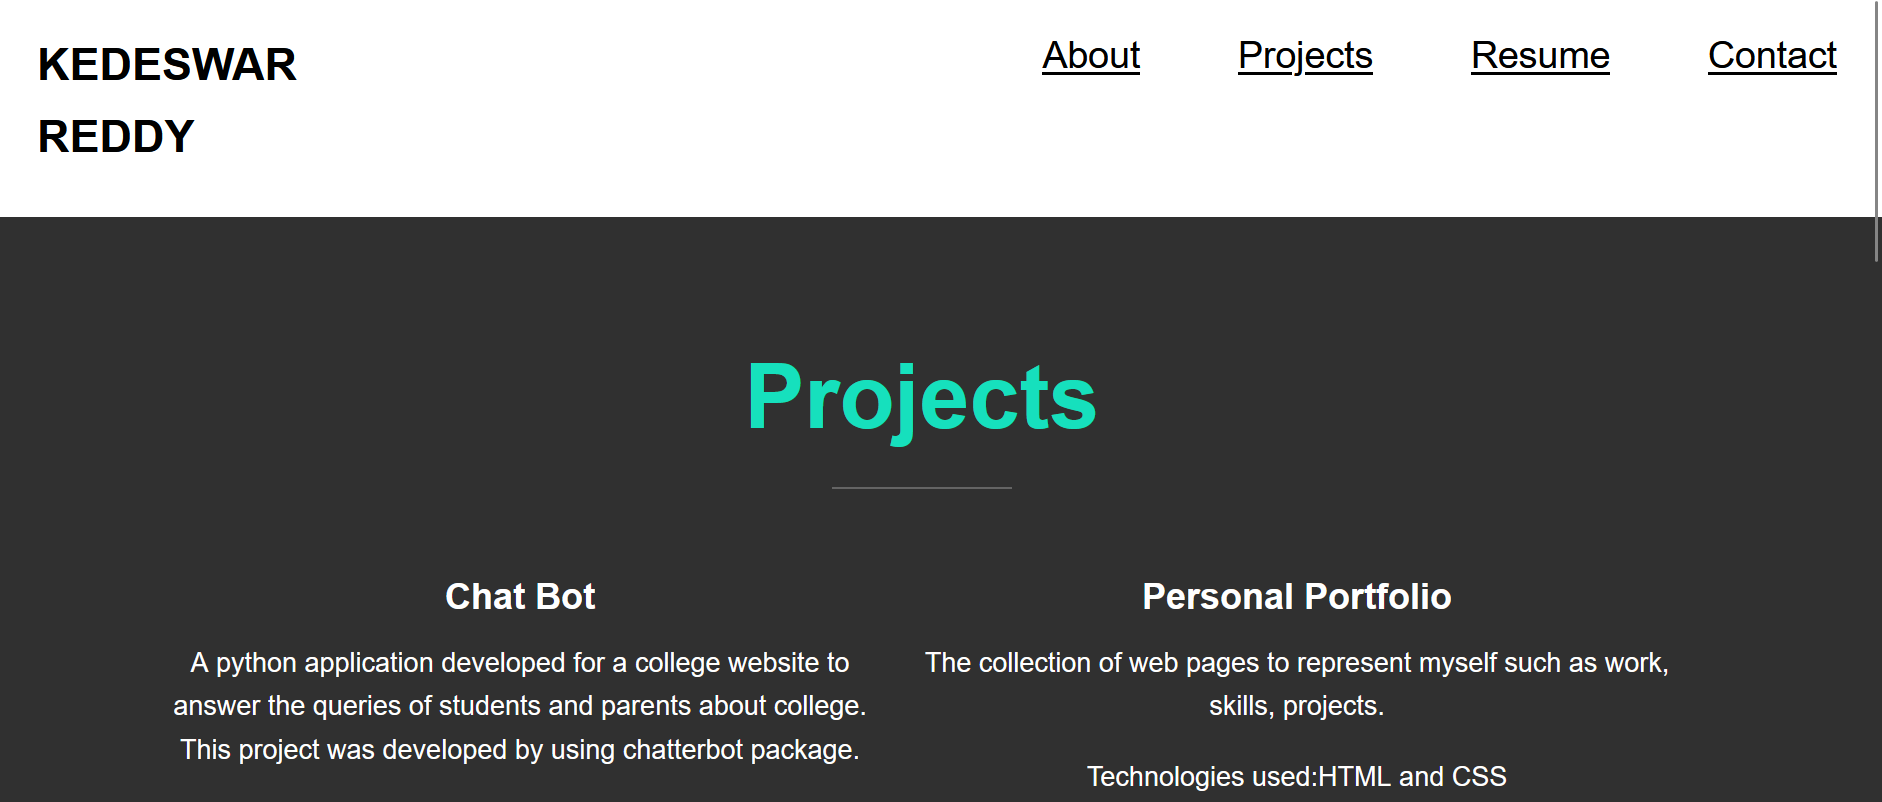 KEDESWAR
REDDY
About Projects Resume Contact
Projects
Chat Bot
A python application developed for a college website to
answer the queries of students and parents about college.
This project was developed by using chatterbot package.
Personal Portfolio
The collection of web pages to represent myself such as work,
skills, projects.
Technologies used:HTML and CSS